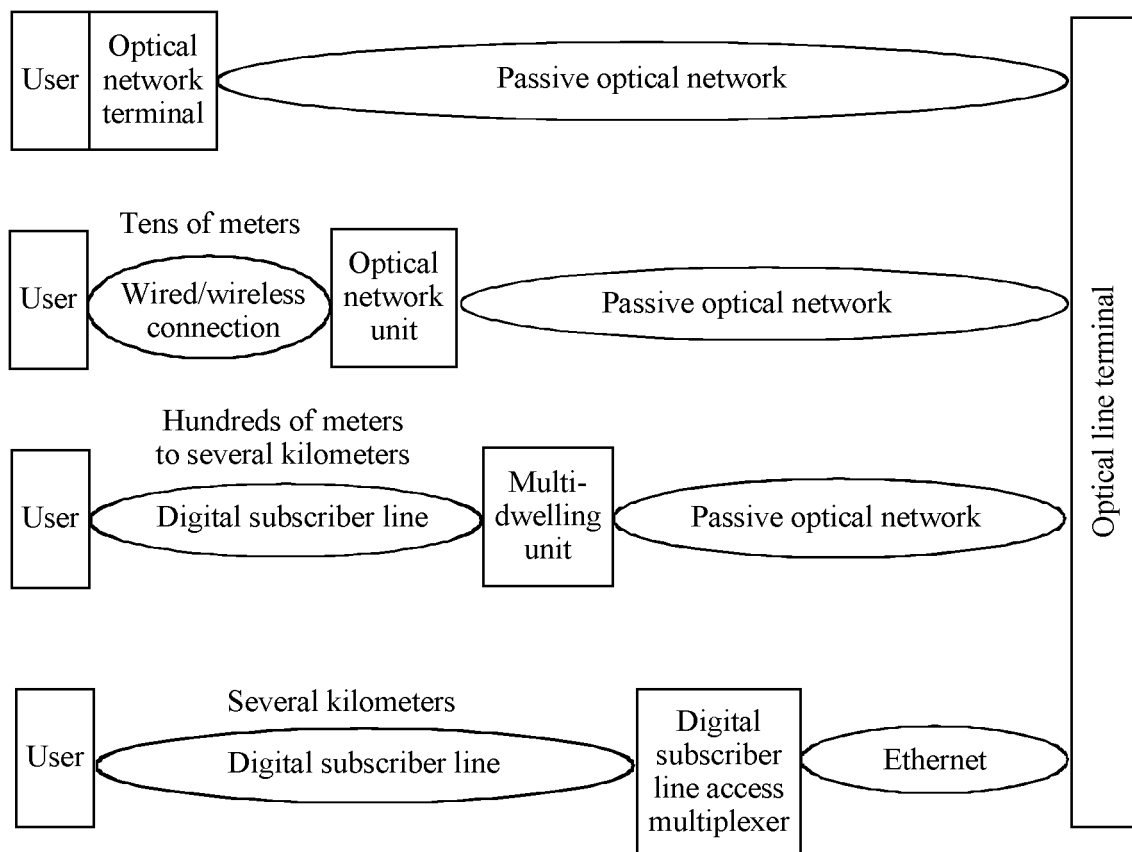 User
Optical
network
terminal
Passive optical network
Tens of meters
User
Wired/wireless
connection
Optical
network
unit
Passive optical network
Hundreds of meters
to several kilometers
User
Digital subscriber line
Multi-
dwelling
unit
Passive optical network
Several kilometers
User
Digital subscriber line
Digital
subscriber
line access
multiplexer
Ethernet
Optical line terminal